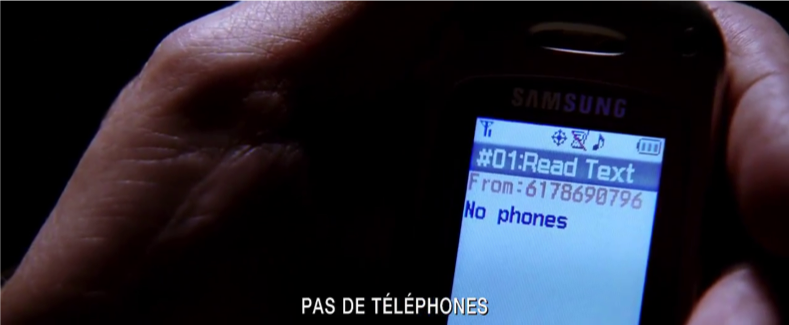 SAMSUNG
#01:Read Text
From:6178690796
No phones
PAS DE TÉLÉPHONES